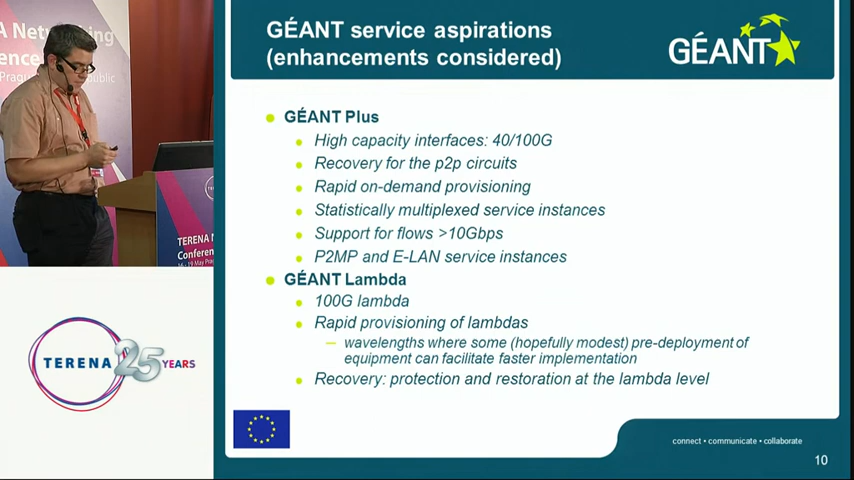 GÉANT service aspirations
(enhancements considered)
GÉANT
GÉANT Plus
High capacity interfaces: 40/100G
Recovery for the p2p circuits
Rapid on-demand provisioning
Statistically multiplexed service instances
Support for flows >10Gbps
P2MP and E-LAN service instances
GÉANT Lambda
100G lambda
Rapid provisioning of lambdas
– wavelengths where some (hopefully modest) pre-deployment of
equipment can facilitate faster implementation
Recovery: protection and restoration at the lambda level
connect • communicate • collaborate
10
TERENA 25 YEARS
TERENA
TERENA